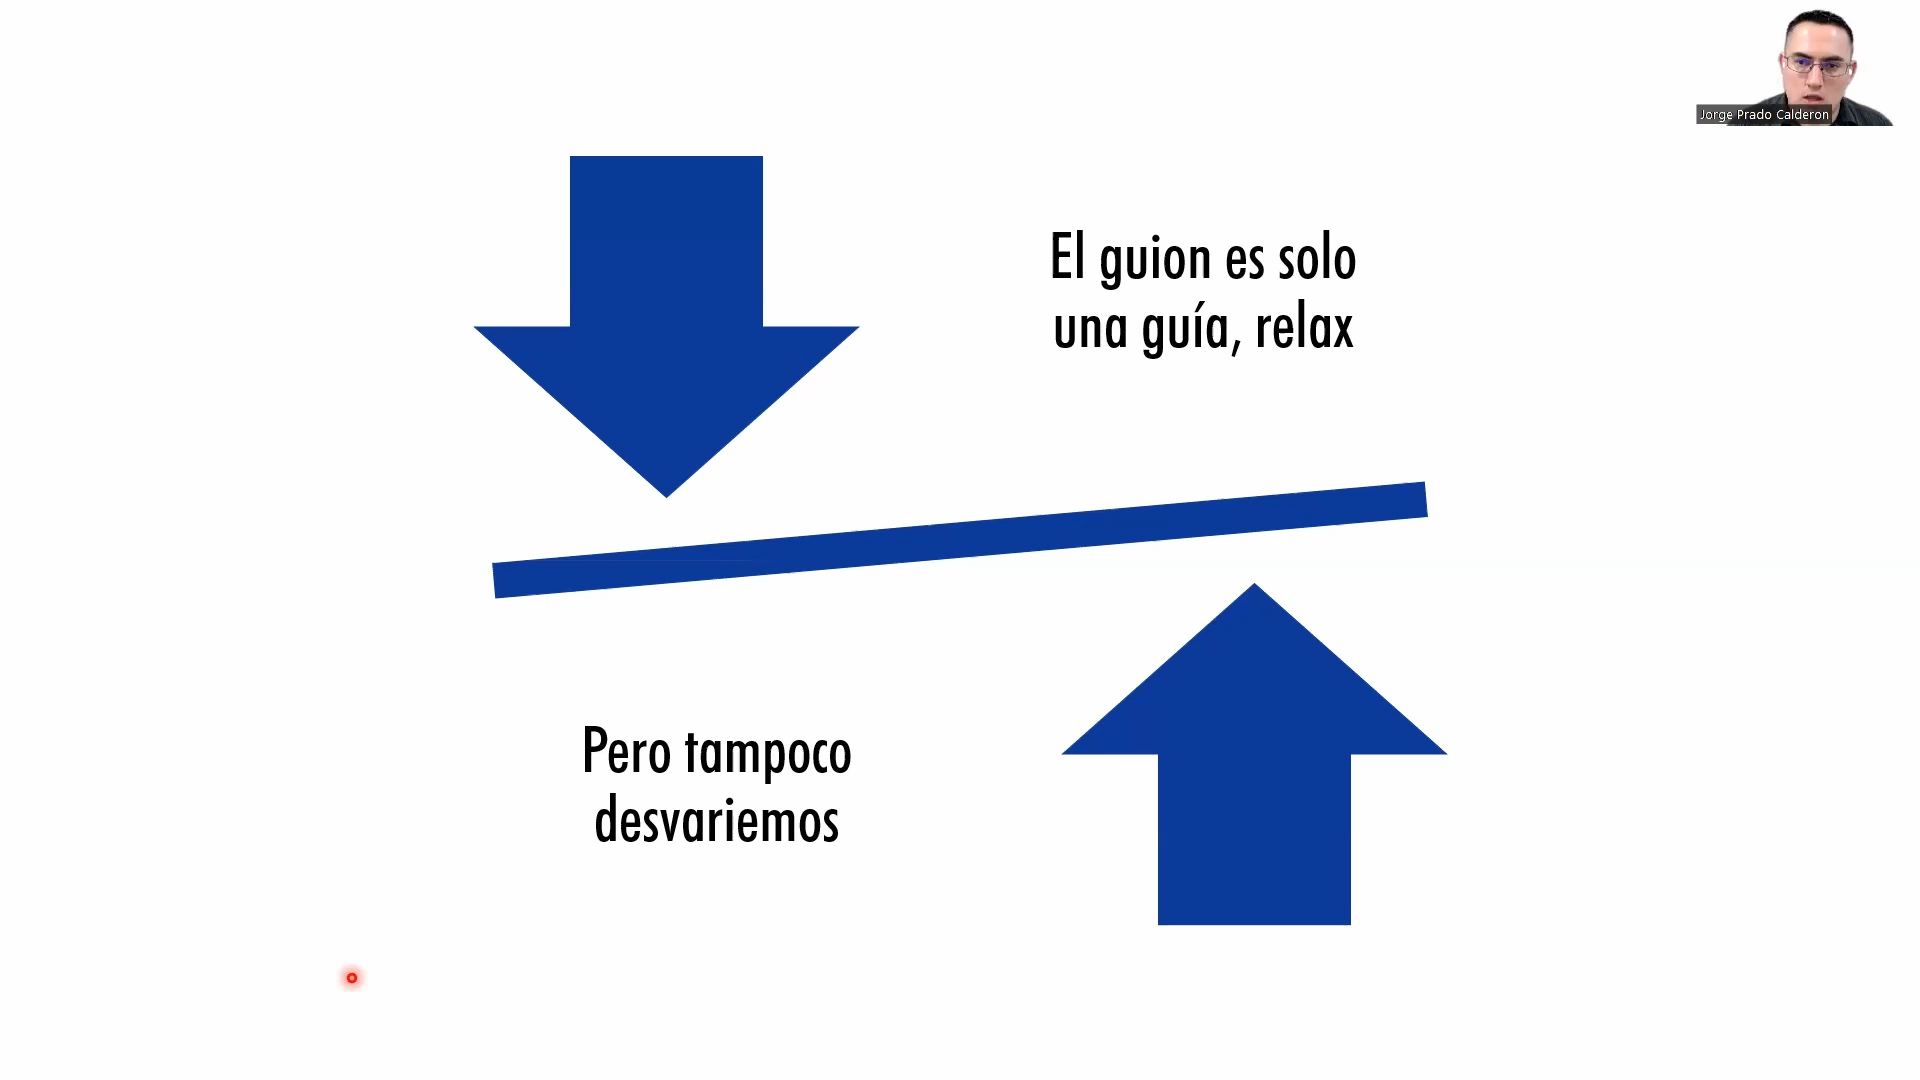 Jorge Prado Calderon
El guion es solo
una guía, relax
Pero tampoco
desvariemos